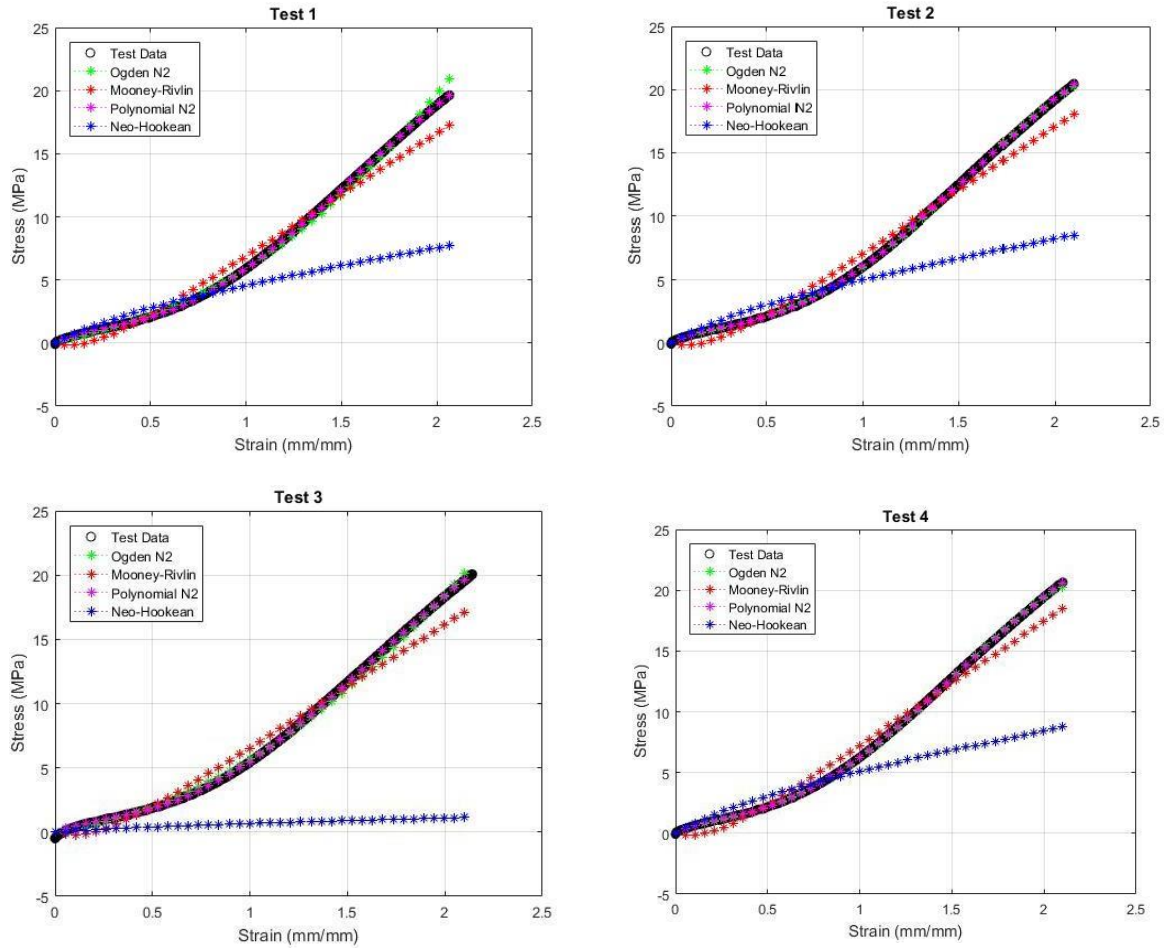 Test 1
25
20
15
10
5
0
-5
Stress (MPa)
Test Data
Ogden N2
Mooney-Rivlin
Polynomial N2
Neo-Hookean
0 0.5 1 1.5 2 2.5
Strain (mm/mm)
Test 2
25
20
15
10
5
0
-5
Stress (MPa)
Test Data
Ogden N2
Mooney-Rivlin
Polynomial N2
Neo-Hookean
0 0.5 1 1.5 2 2.5
Strain (mm/mm)
Test 3
25
20
15
10
5
0
-5
Stress (MPa)
Test Data
Ogden N2
Mooney-Rivlin
Polynomial N2
Neo-Hookean
0 0.5 1 1.5 2 2.5
Strain (mm/mm)
Test 4
25
20
15
10
5
0
-5
Stress (MPa)
Test Data
Ogden N2
Mooney-Rivlin
Polynomial N2
Neo-Hookean
0 0.5 1 1.5 2 2.5
Strain (mm/mm)